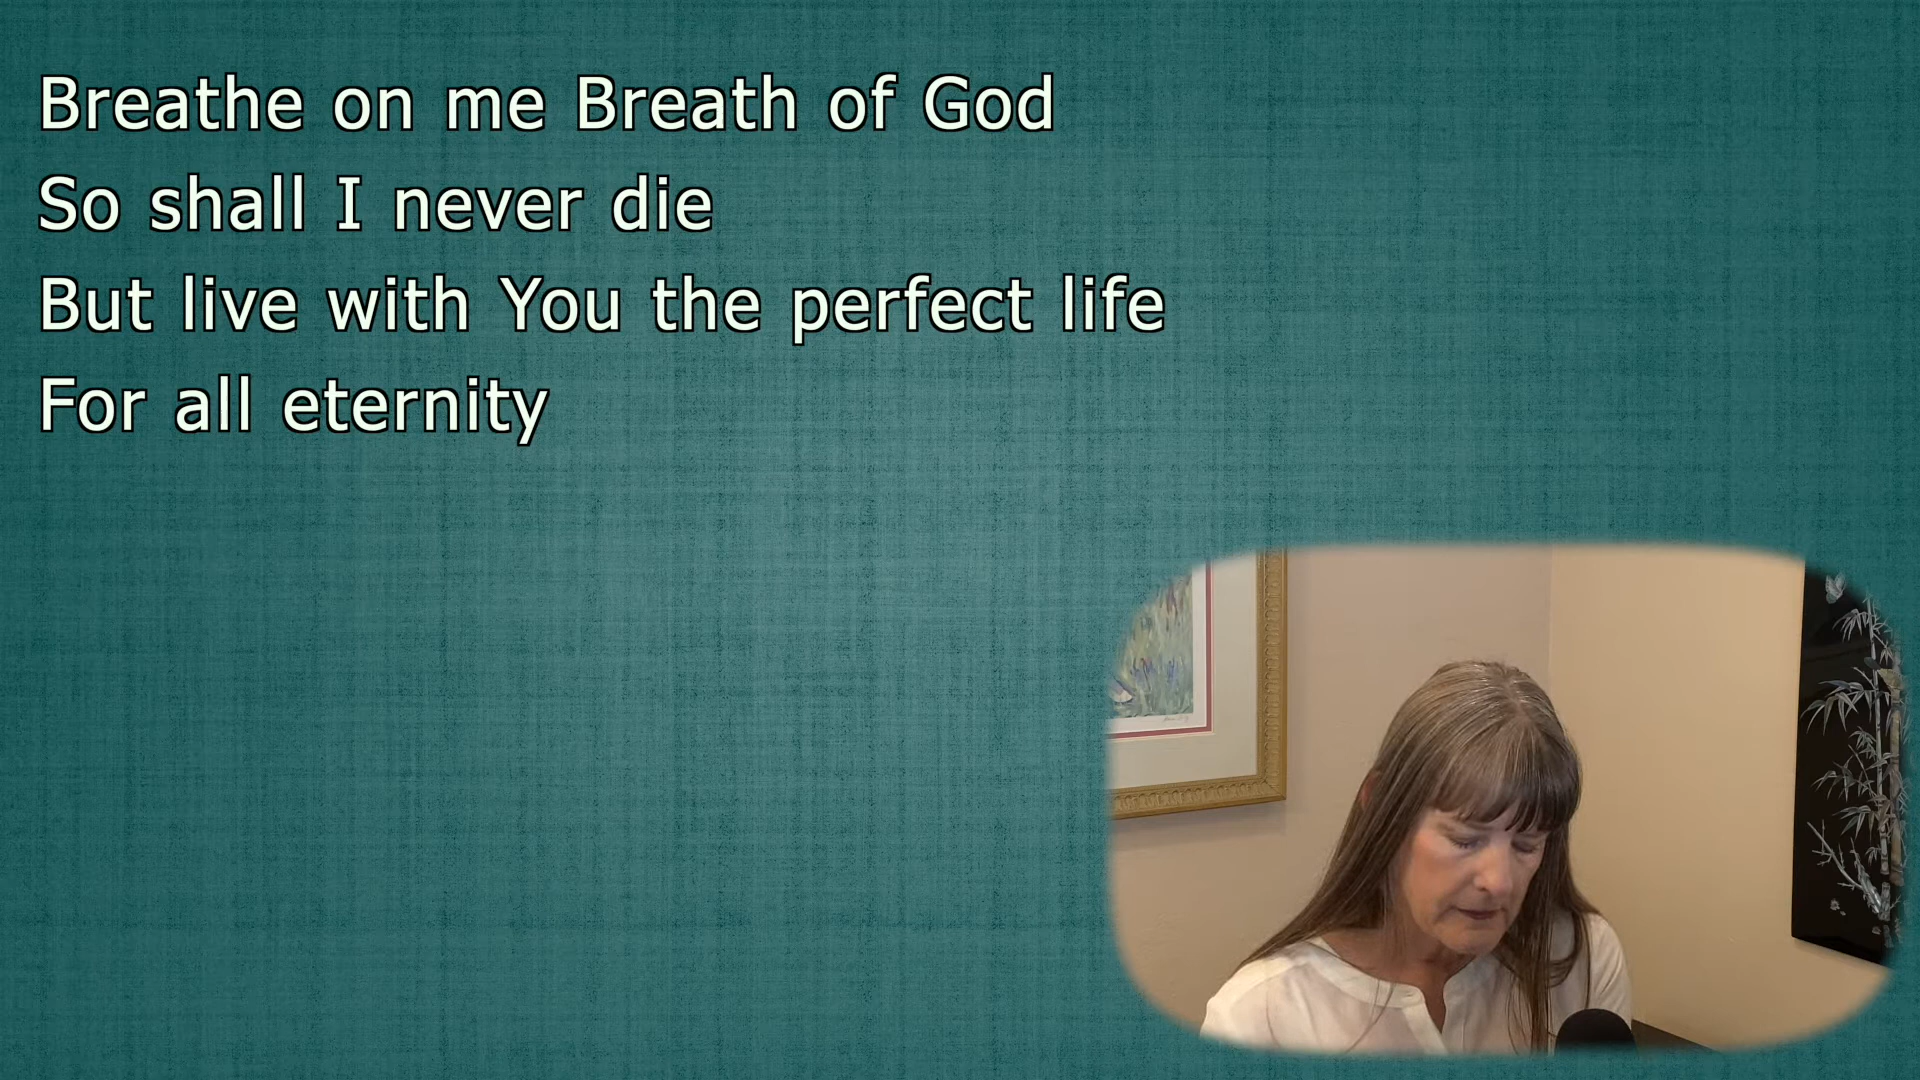 Breathe on me Breath of God
So shall I never die
But live with You the perfect life
For all eternity